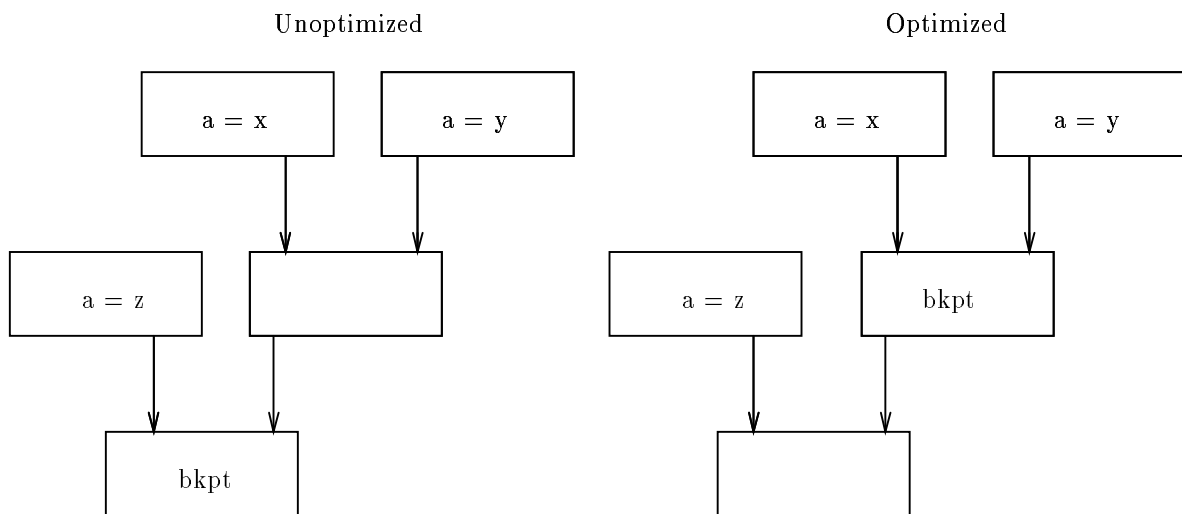 Unoptimized
Optimized
a = x
a = y
a = x
a = y
a = z
a = z
bkpt
bkpt